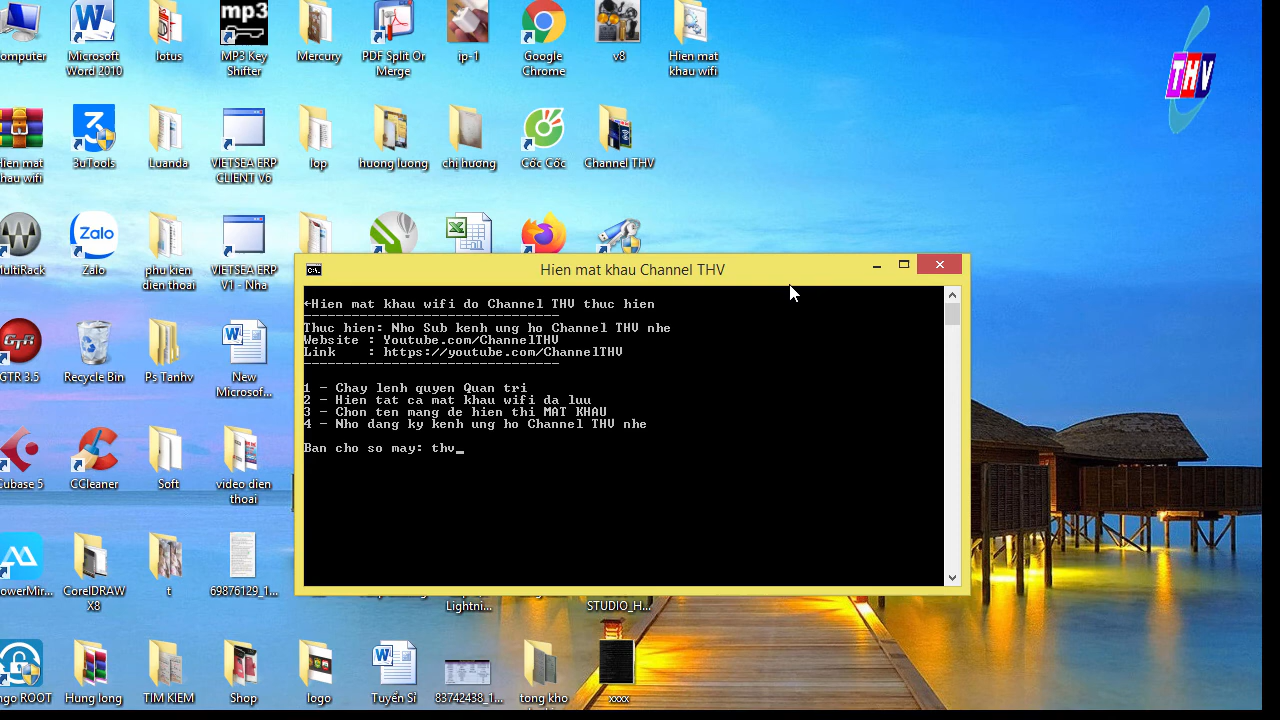 mp3
THV
omputer
Microsoft
Word 2010
lotus
MP3 Key
Shifter
Mercury
PDF Split Or
Merge
ip-1
Google
Chrome
v8
Hien mat
khau wifi
Hien mat
khau wifi
3uTools
Luanda
VIETSEA ERP
CLIENT V6
lop
huong luong
chị hương
Cốc Cốc
Channel THV
MultiRack
Zalo
Zalo
phu kien
dien thoai
VIETSEA ERP
V1 - Nha
Hien mat khau Channel THV
←Hien mat khau wifi do Channel THV thuc hien
--------------------------------
Thuc hien: Nho Sub kenh ung ho Channel THV nhe
Website : Youtube.com/ChannelTHV
Link    : https://youtube.com/ChannelTHV
--------------------------------
1 - Chay lenh quyen Quan tri
2 - Hien tat ca mat khau wifi da luu
3 - Chon ten mang de hien thi MAT KHAU
4 - Nho dang ky kenh ung ho Channel THV nhe
Ban cho so may: thv_
GTR
GTR 3.5
Recycle Bin
Ps Tanhv
New
Microsof...
Cubase 5
CCleaner
Soft
video dien
thoai
owerMir...
CorelDRAW
X8
t
69876129_1...
Lightni...
STUDIO_H...
ngo ROOT
Hung long
TIM KIEM
Shop
logo
Tuyển Sỉ
83742438_1...
tong kho
xxxx